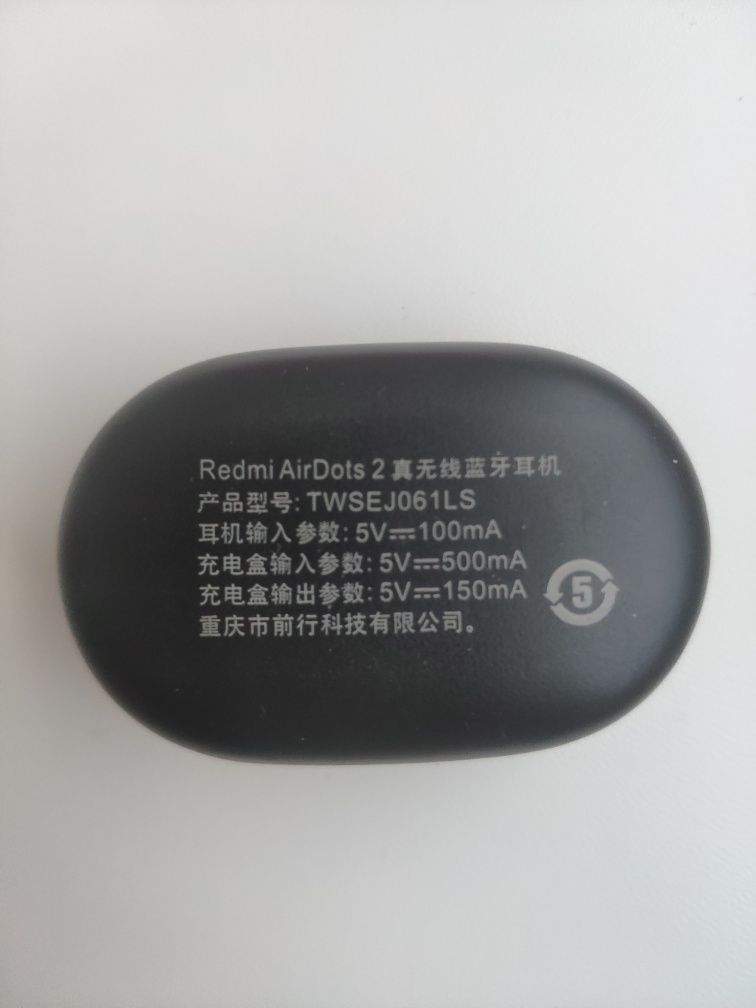 Redmi AirDots 2 真无线蓝牙耳机
产品型号: TWSEJ061LS
耳机输入参数: 5V⎓100mA
充电盒输入参数: 5V⎓500mA
充电盒输出参数: 5V⎓150mA
5
重庆市前行科技有限公司。